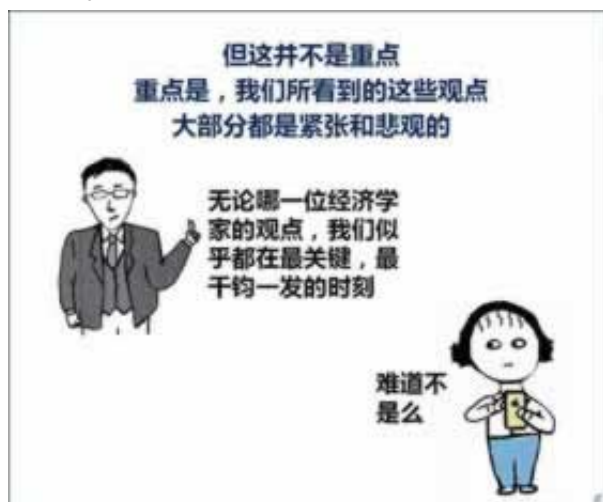 但这并不是重点
重点是，我们所看到的这些观点
大部分都是紧张和悲观的
无论哪一位经济学
家的观点，我们似
乎都在最关键，最
千钧一发的时刻
难道不
是么